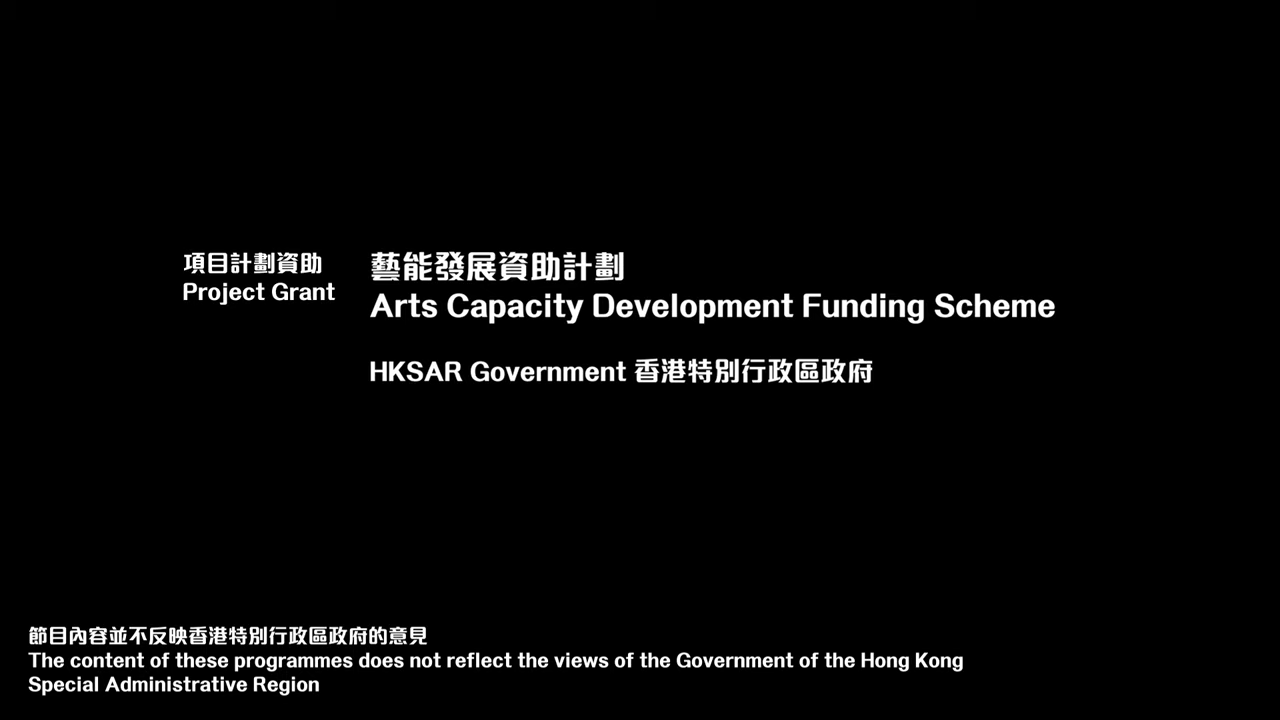 項目計劃資助
Project Grant
藝能發展資助計劃
Arts Capacity Development Funding Scheme
HKSAR Government 香港特別行政區政府
節目內容並不反映香港特別行政區政府的意見
The content of these programmes does not reflect the views of the Government of the Hong Kong
Special Administrative Region